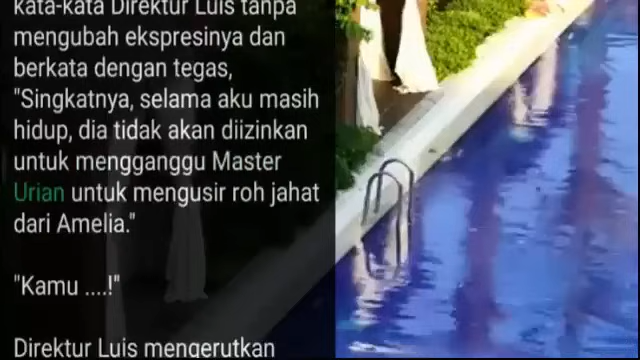 kata-kata Direktur Luis tanpa
mengubah ekspresinya dan
berkata dengan tegas,
"Singkatnya, selama aku masih
hidup, dia tidak akan diizinkan
untuk mengganggu Master
Urian untuk mengusir roh jahat
dari Amelia."
"Kamu ....!"
Direktur Luis mengerutkan